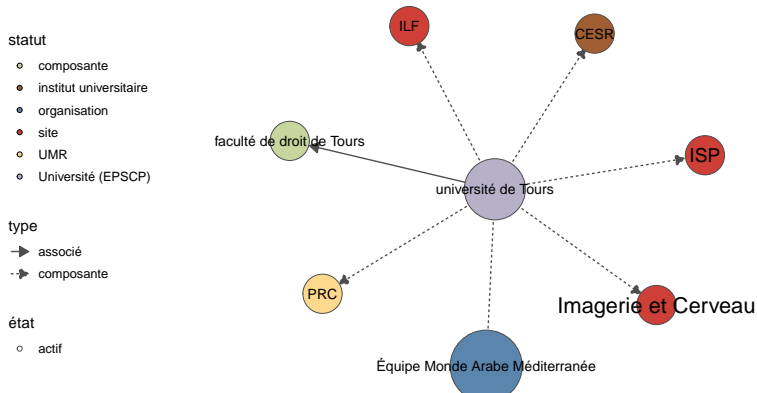 statut
composante
institut universitaire
organisation
site
UMR
Université (EPSCP)
type
associé
composante
état
actif
ILF
CESR
faculté de droit de Tours
ISP
université de Tours
PRC
Imagerie et Cerveau
Équipe Monde Arabe Méditerranée